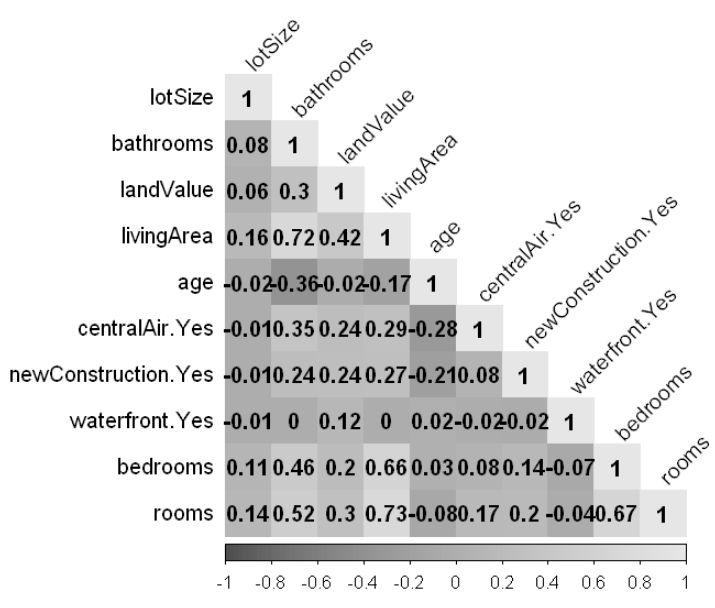 lotSize
bathrooms
landValue
livingArea
age
centralAir.Yes
newConstruction.Yes
waterfront.Yes
bedrooms
rooms
lotSize 1
bathrooms 0.08 1
landValue 0.06 0.3 1
livingArea 0.16 0.72 0.42 1
age -0.02 -0.36 -0.02 -0.17 1
centralAir.Yes -0.01 0.35 0.24 0.29 -0.28 1
newConstruction.Yes -0.01 0.24 0.24 0.27 -0.21 0.08 1
waterfront.Yes -0.01 0 0.12 0 0.02 -0.02 -0.02 1
bedrooms 0.11 0.46 0.2 0.66 0.03 0.08 0.14 -0.07 1
rooms 0.14 0.52 0.3 0.73 -0.08 0.17 0.2 -0.04 0.67 1
-1 -0.8 -0.6 -0.4 -0.2 0 0.2 0.4 0.6 0.8 1